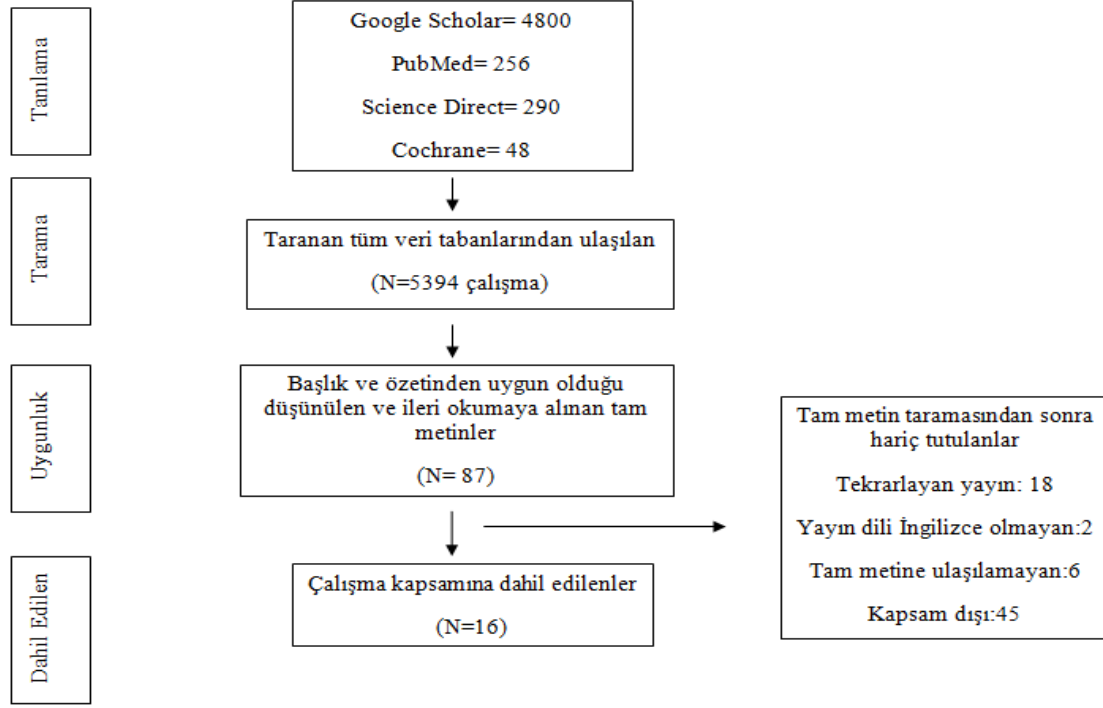 Tanılama
Google Scholar= 4800
PubMed= 256
Science Direct= 290
Cochrane= 48
Tarama
Taranan tüm veri tabanlarından ulaşılan
(N=5394 çalışma)
Uygunluk
Başlık ve özetinden uygun olduğu
düşünülen ve ileri okumaya alınan tam
metinler
(N= 87)
Tam metin taramasından sonra
hariç tutulanlar
Tekrarlayan yayın: 18
Yayın dili İngilizce olmayan:2
Tam metine ulaşılamayan:6
Kapsam dışı:45
Dahil Edilen
Çalışma kapsamına dahil edilenler
(N=16)